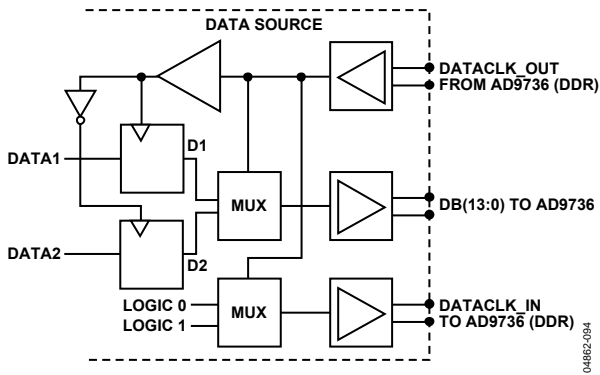 DATA SOURCE
DATACLK_OUT
FROM AD9736 (DDR)
DATA1
D1
MUX
DB(13:0) TO AD9736
DATA2
D2
LOGIC 0
LOGIC 1
MUX
DATACLK_IN
TO AD9736 (DDR)
04862-094